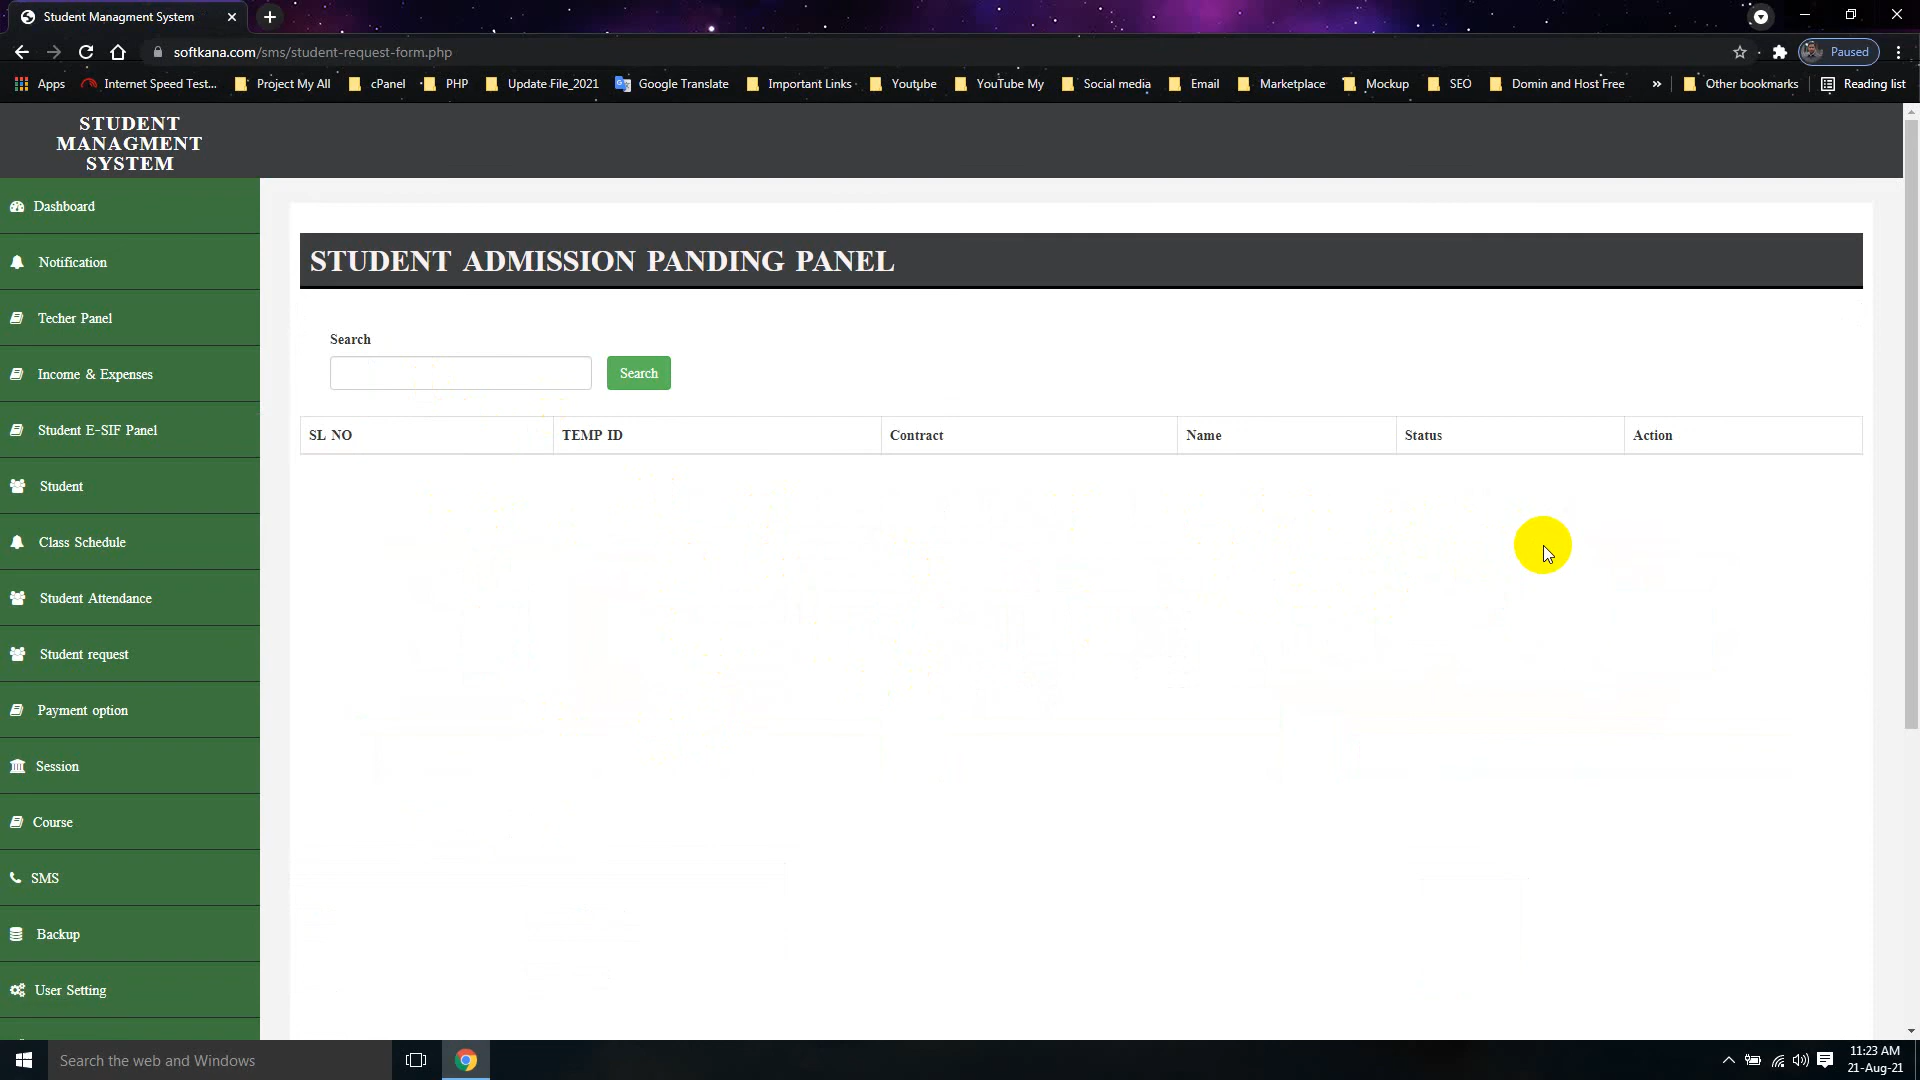 Student Managment System
softkana.com/sms/student-request-form.php
Paused
Apps Internet Speed Test... Project My All cPanel PHP Update File_2021 Google Translate Important Links Youtube YouTube My Social media Email Marketplace Mockup SEO Domin and Host Free » Other bookmarks Reading list
STUDENT
MANAGMENT
SYSTEM
Dashboard
Notification
Techer Panel
Income & Expenses
Student E-SIF Panel
Student
Class Schedule
Student Attendance
Student request
Payment option
Session
Course
SMS
Backup
User Setting
STUDENT ADMISSION PANDING PANEL
Search
Search
SL NO TEMP ID Contract Name Status Action
Search the web and Windows
11:23 AM
21-Aug-21